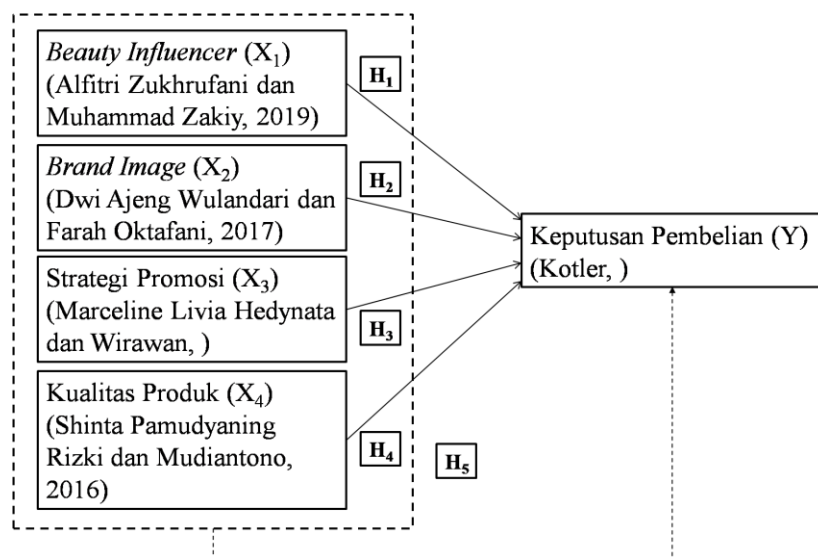 Beauty Influencer (X₁)
(Alfitri Zukhrufani dan
Muhammad Zakiy, 2019)
H₁
Brand Image (X₂)
(Dwi Ajeng Wulandari dan
Farah Oktafani, 2017)
H₂
Strategi Promosi (X₃)
(Marceline Livia Hedynata
dan Wirawan, )
H₃
Kualitas Produk (X₄)
(Shinta Pamudyaning
Rizki dan Mudiantono,
2016)
H₄
H₅
Keputusan Pembelian (Y)
(Kotler, )